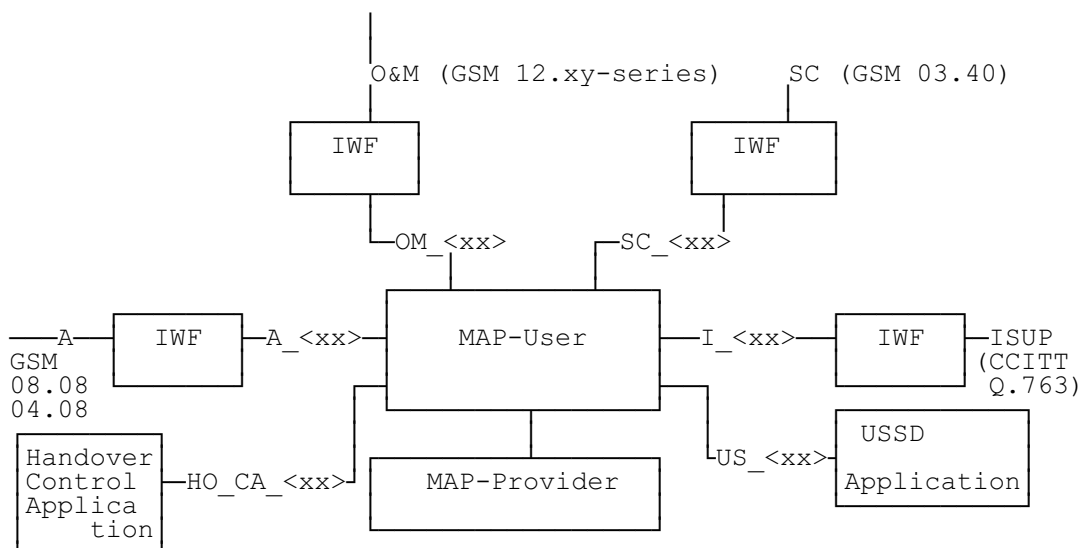 O&M (GSM 12.xy-series)
SC (GSM 03.40)
IWF
IWF
OM_<xx>
SC_<xx>
A
IWF
A_<xx>
MAP-User
I_<xx>
IWF
ISUP
(CCITT
Q.763)
GSM
08.08
04.08
Handover
Control
Applica
tion
HO_CA_<xx>
MAP-Provider
US_<xx>
USSD
Application